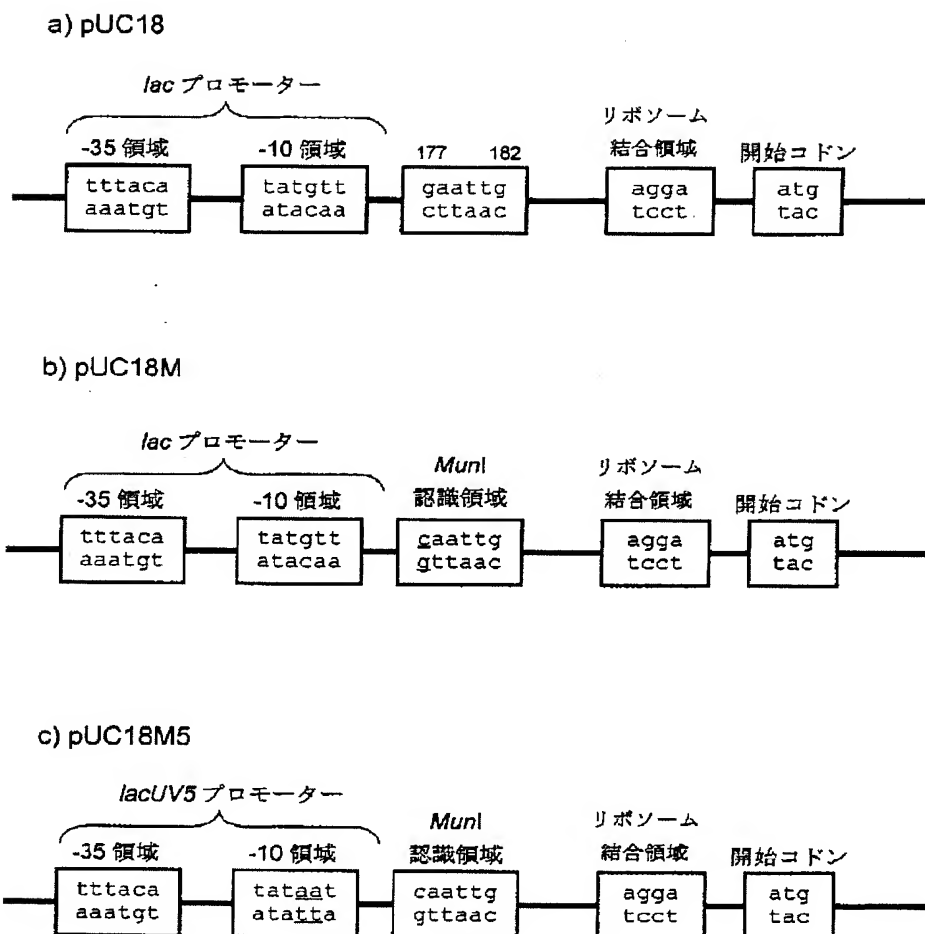 a) pUC18
lac プロモーター
リボソーム
-35 領域 -10 領域 177 182 結合領域 開始コドン
tttaca tatgtt gaattg agga atg
aaatgt atacaa cttaac tcct tac
b) pUC18M
lac プロモーター
MunI リボソーム
-35 領域 -10 領域 認識領域 結合領域 開始コドン
tttaca tatgtt caattg agga atg
aaatgt atacaa gttaac tcct tac
c) pUC18M5
lacUV5 プロモーター
MunI リボソーム
-35 領域 -10 領域 認識領域 結合領域 開始コドン
tttaca tataat caattg agga atg
aaatgt atatta gttaac tcct tac